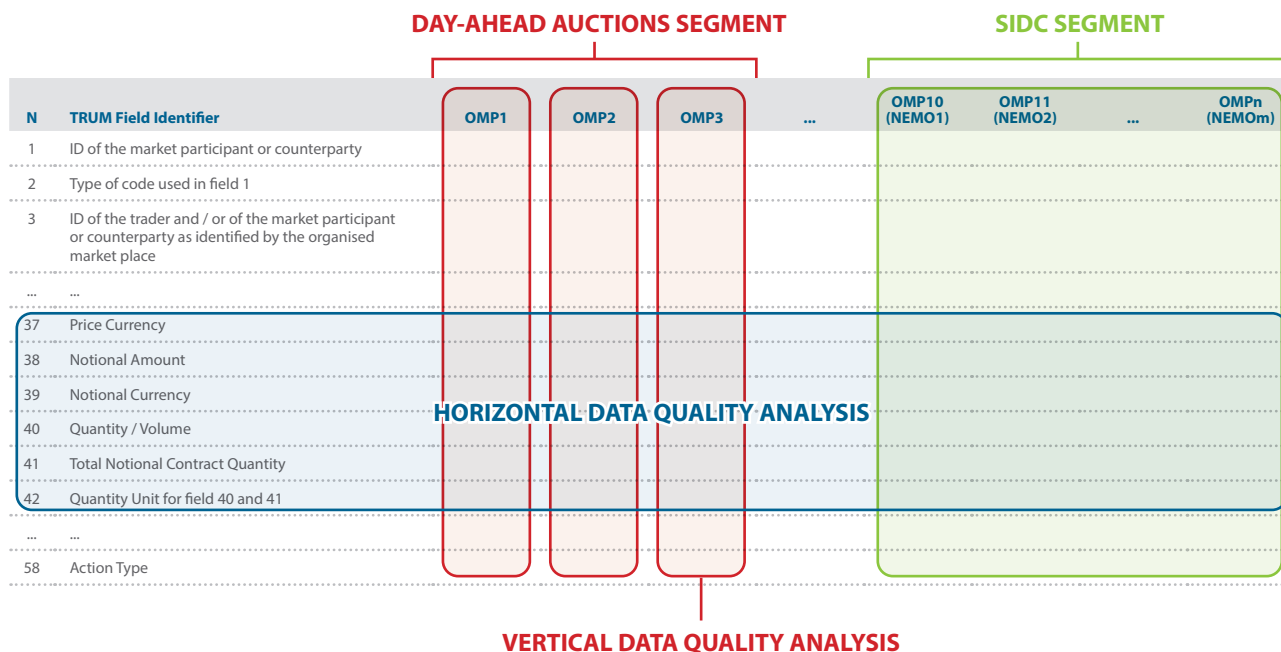 DAY-AHEAD AUCTIONS SEGMENT
SIDC SEGMENT
N TRUM Field Identifier OMP1 OMP2 OMP3 ... OMP10 (NEMO1) OMP11 (NEMO2) ... OMPn (NEMOm)
1 ID of the market participant or counterparty
2 Type of code used in field 1
3 ID of the trader and / or of the market participant
or counterparty as identified by the organised
market place
... ...
37 Price Currency
38 Notional Amount
39 Notional Currency
HORIZONTAL DATA QUALITY ANALYSIS
40 Quantity / Volume
41 Total Notional Contract Quantity
42 Quantity Unit for field 40 and 41
... ...
58 Action Type
VERTICAL DATA QUALITY ANALYSIS